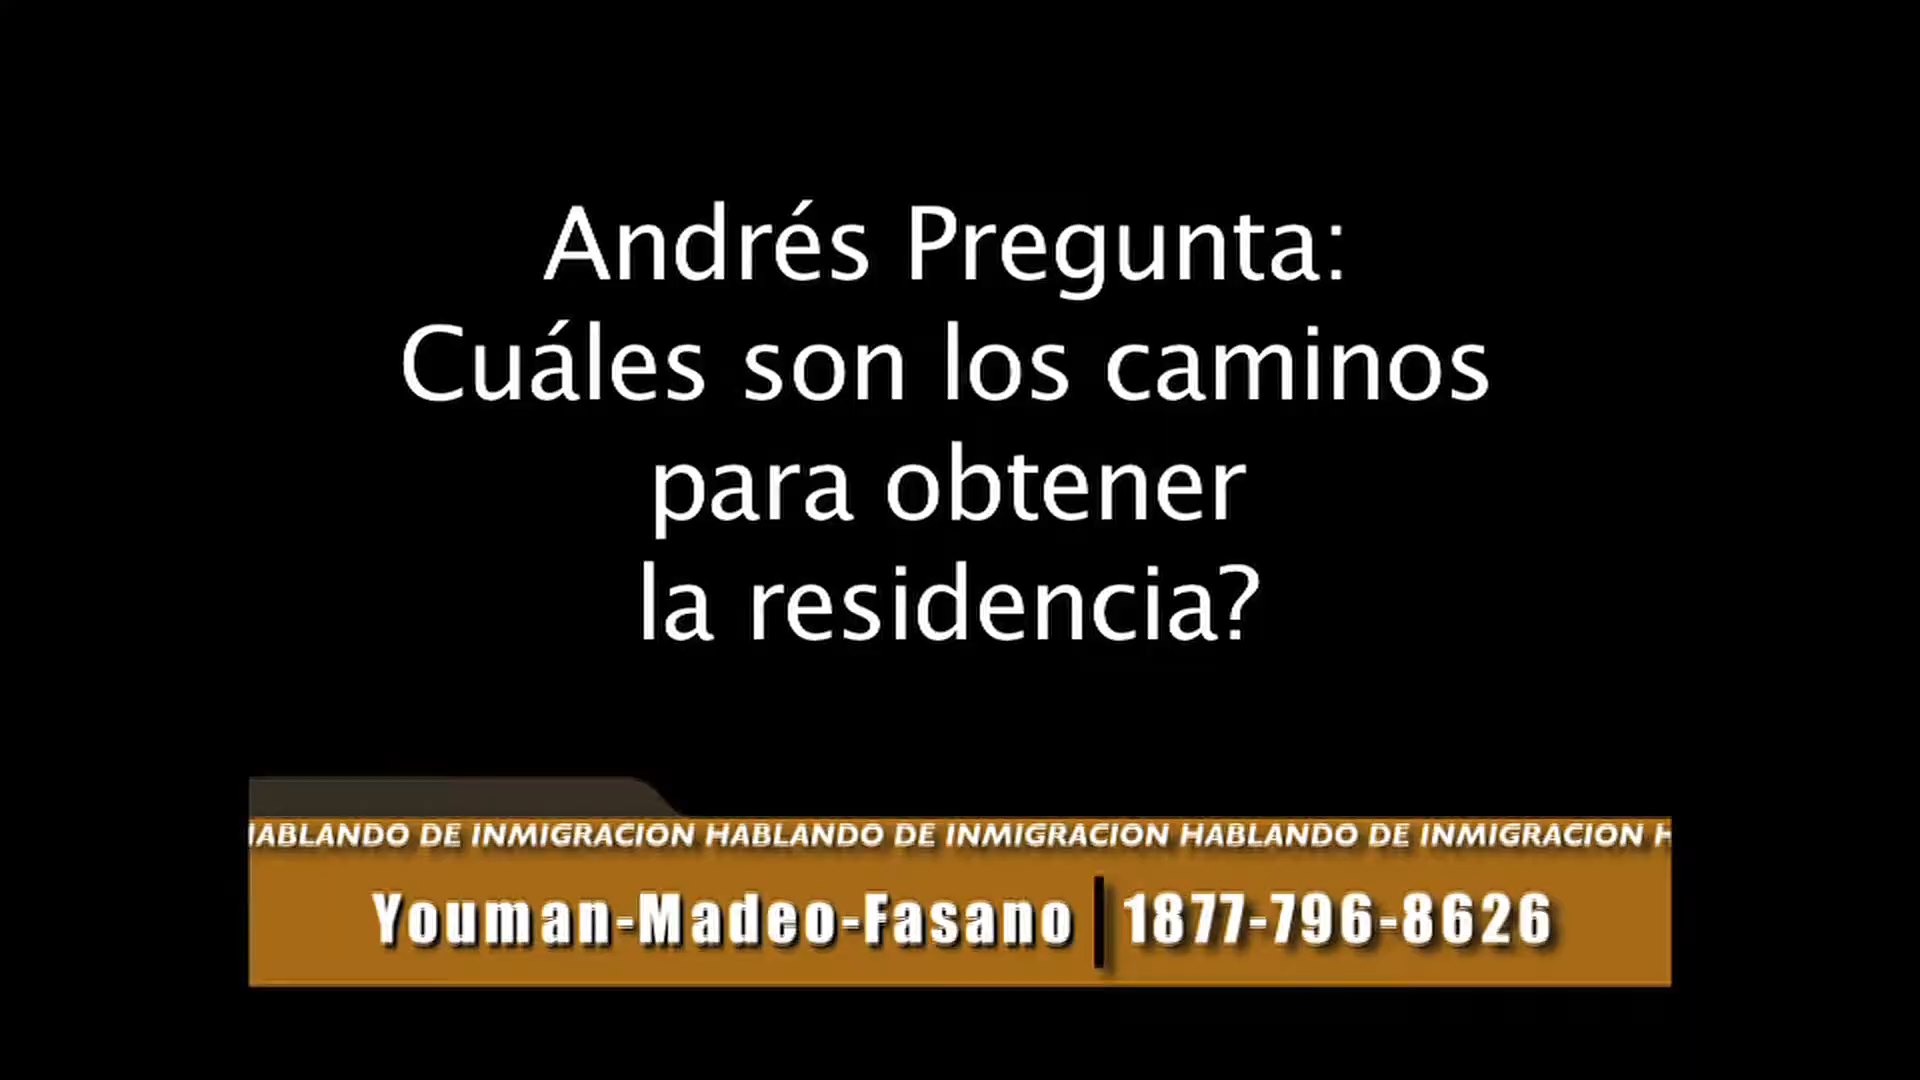 Andrés Pregunta:
Cuáles son los caminos
para obtener
la residencia?
HABLANDO DE INMIGRACION HABLANDO DE INMIGRACION HABLANDO DE INMIGRACION H
Youman-Madeo-Fasano | 1877-796-8626